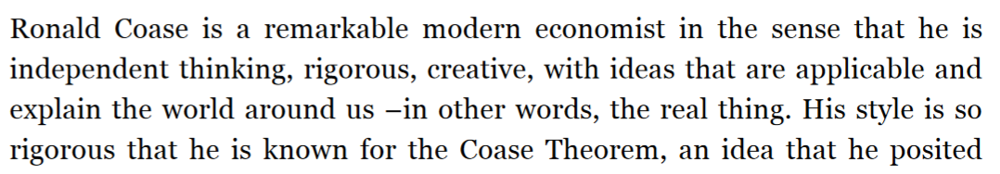 Ronald Coase is a remarkable modern economist in the sense that he is
independent thinking, rigorous, creative, with ideas that are applicable and
explain the world around us –in other words, the real thing. His style is so
rigorous that he is known for the Coase Theorem, an idea that he posited